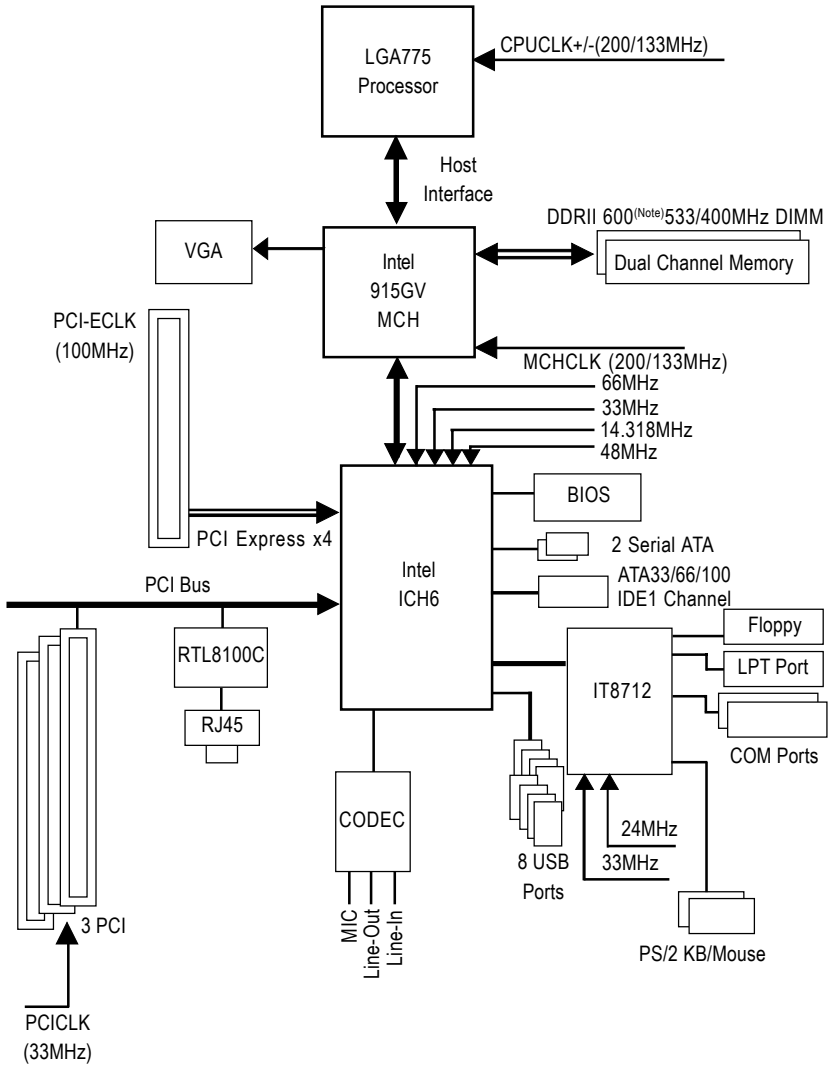 LGA775
Processor
CPUCLK+/-(200/133MHz)
Host
Interface
DDRII 600(Note)533/400MHz DIMM
VGA
Intel
915GV
MCH
Dual Channel Memory
PCI-ECLK
(100MHz)
MCHCLK (200/133MHz)
66MHz
33MHz
14.318MHz
48MHz
BIOS
PCI Express x4
2 Serial ATA
Intel
ICH6
ATA33/66/100
IDE1 Channel
PCI Bus
Floppy
RTL8100C
LPT Port
IT8712
RJ45
COM Ports
CODEC
24MHz
8 USB
Ports
33MHz
MIC
Line-Out
Line-In
3 PCI
PS/2 KB/Mouse
PCICLK
(33MHz)